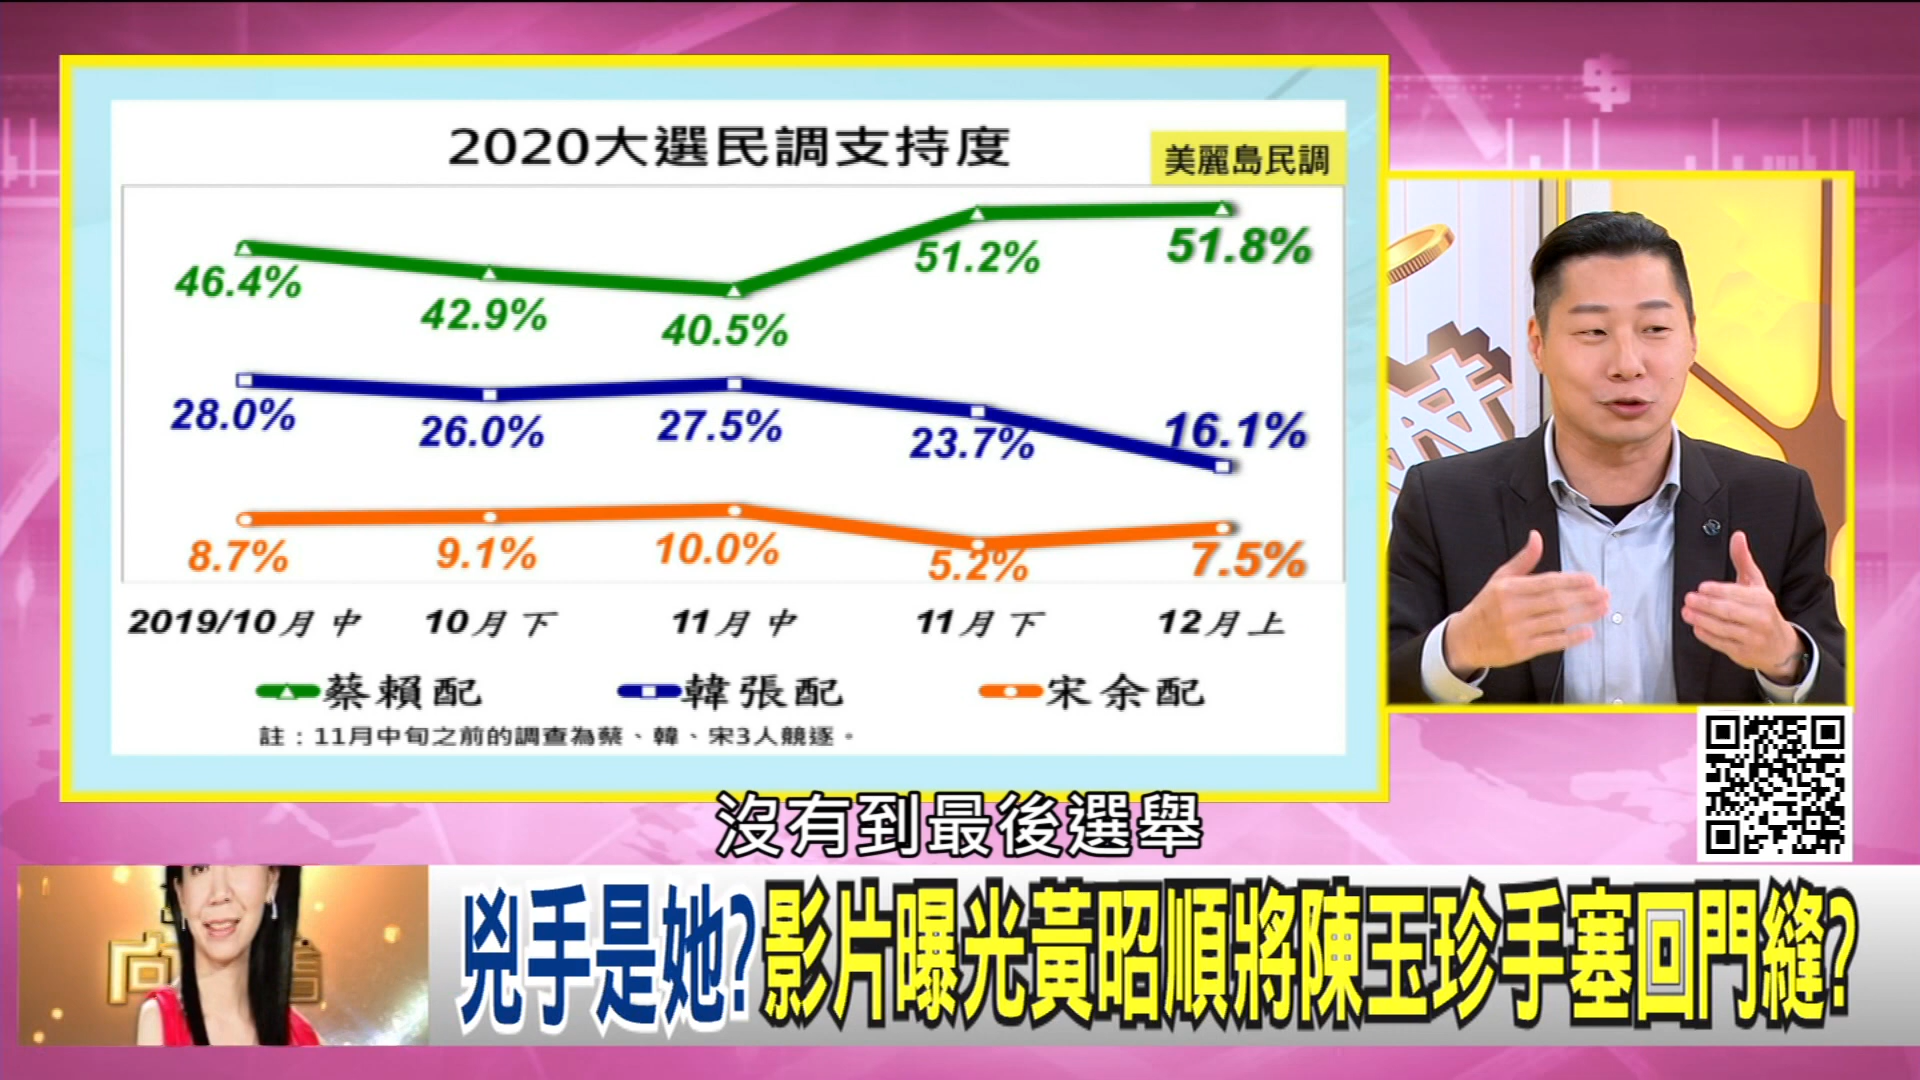 2020大選民調支持度
美麗島民調
46.4%
42.9%
40.5%
51.2%
51.8%
28.0%
26.0%
27.5%
23.7%
16.1%
8.7%
9.1%
10.0%
5.2%
7.5%
2019/10月中
10月下
11月中
11月下
12月上
蔡賴配
韓張配
宋余配
註：11月中旬之前的調查為蔡、韓、宋3人競逐。
沒有到最後選舉
兇手是她?影片曝光黃昭順將陳玉珍手塞回門縫?